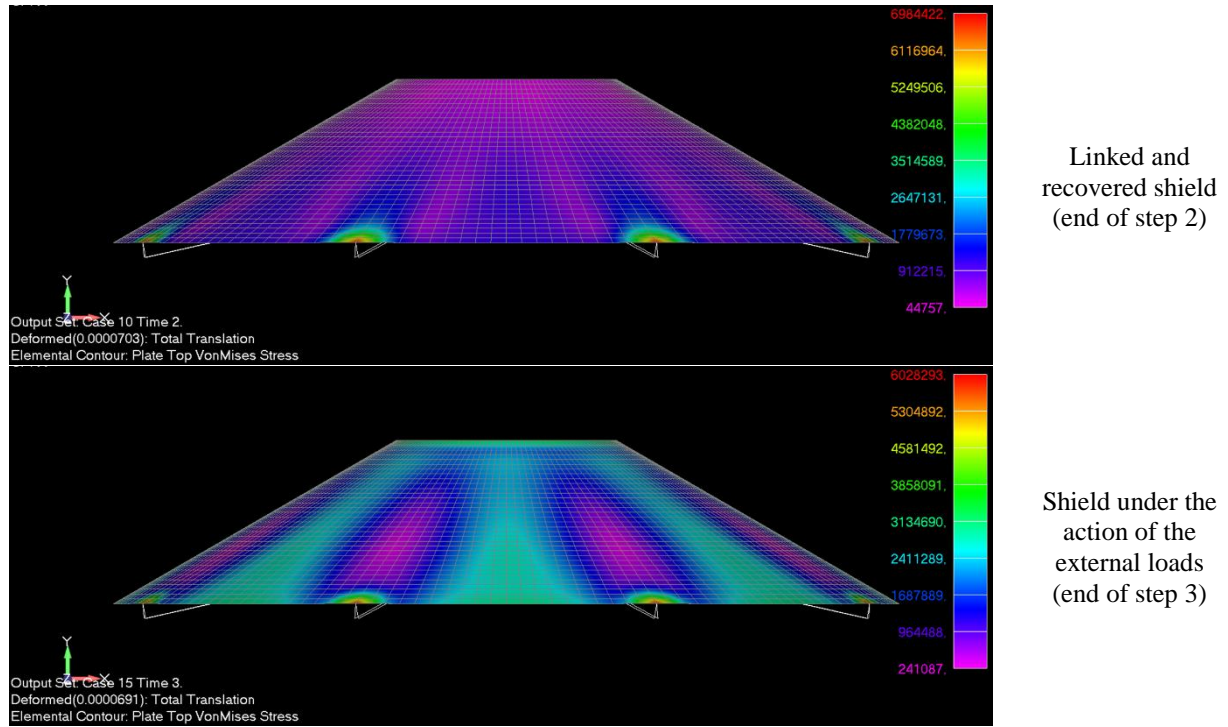 6984422.
6116964.
5249506.
4382048.
3514589.
2647131.
1779673.
912215.
44757.
Y
Z
X
Output Set: Case 10 Time 2.
Deformed(0.0000703): Total Translation
Elemental Contour: Plate Top VonMises Stress
Linked and
recovered shield
(end of step 2)
6028293.
5304892.
4581492.
3858091.
3134690.
2411289.
1687889.
964488.
241087.
Y
Z
X
Output Set: Case 15 Time 3.
Deformed(0.0000691): Total Translation
Elemental Contour: Plate Top VonMises Stress
Shield under the
action of the
external loads
(end of step 3)